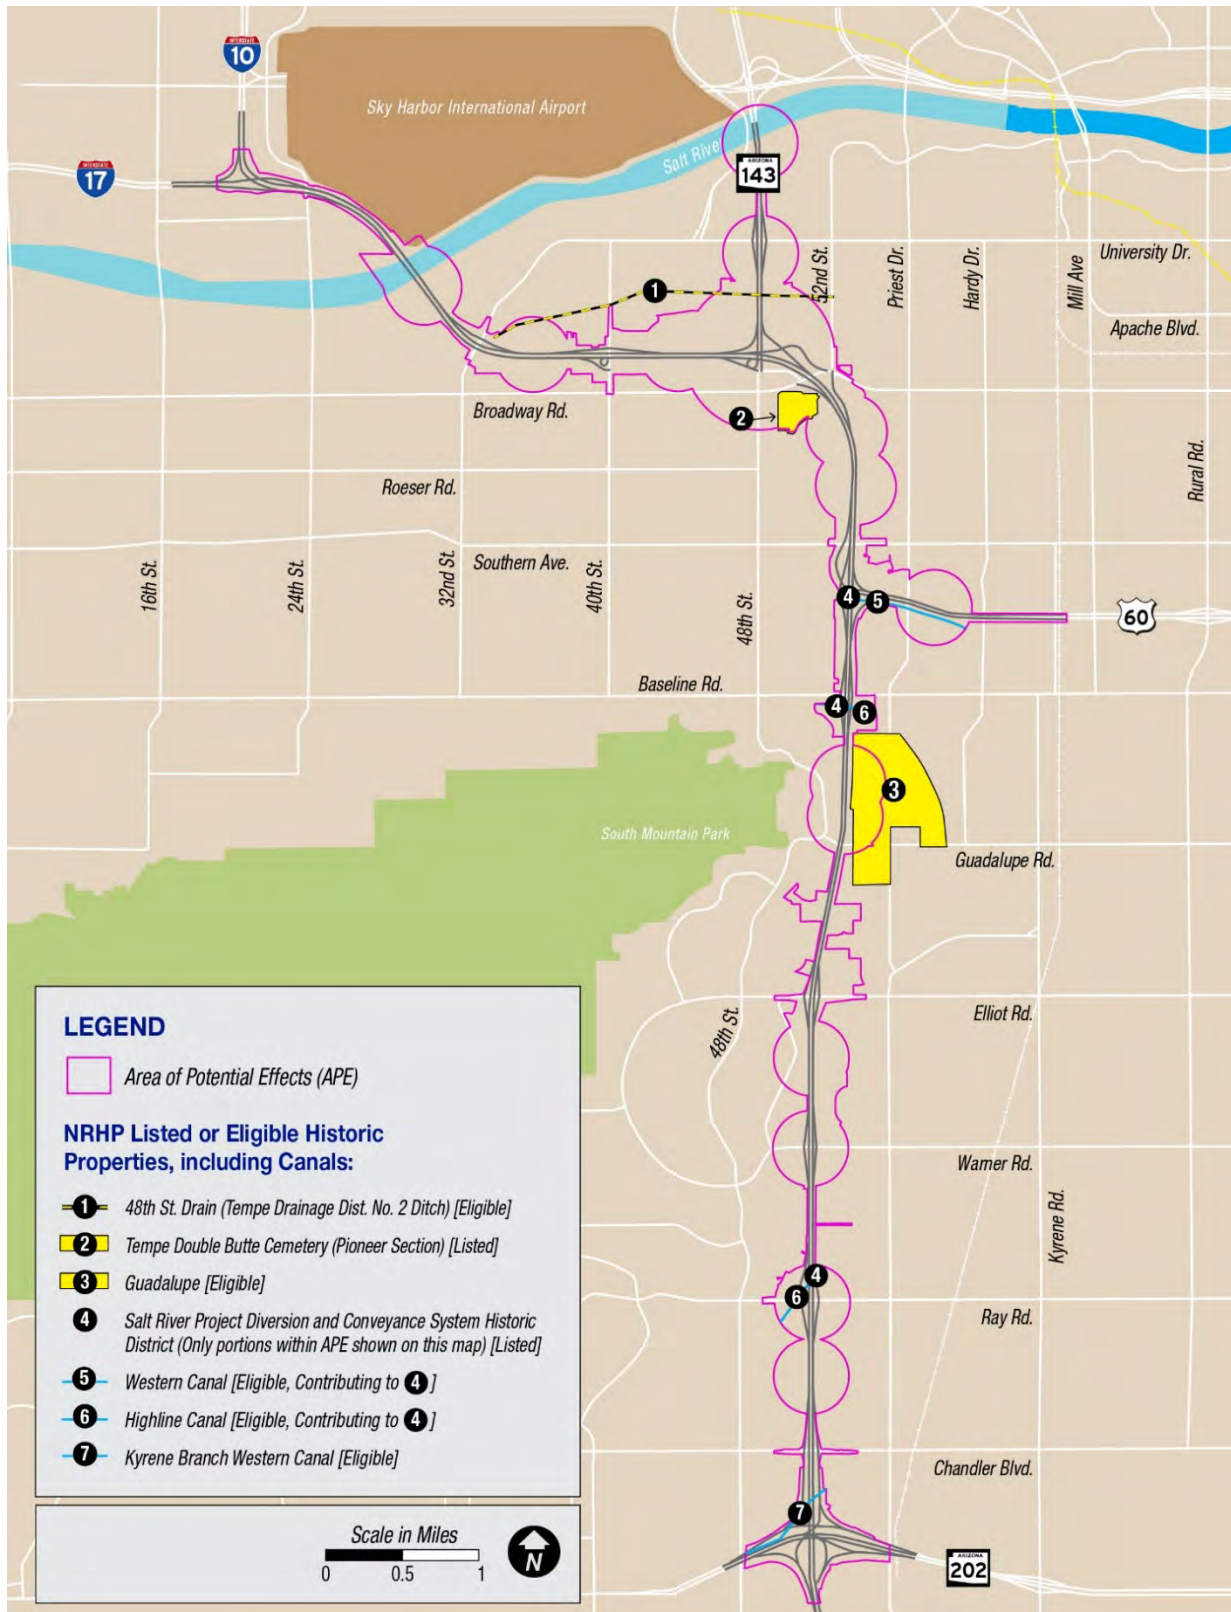 INTERSTATE
10
Sky Harbor International Airport
INTERSTATE
17
Salt River
ARIZONA
143
University Dr.
52nd St.
Priest Dr.
Hardy Dr.
Mill Ave
1
Apache Blvd.
Broadway Rd.
2
Rural Rd.
Roeser Rd.
16th St.
24th St.
32nd St.
Southern Ave.
40th St.
48th St.
4
5
60
Baseline Rd.
4
6
3
South Mountain Park
Guadalupe Rd.
48th St.
Elliot Rd.
Warner Rd.
Kyrene Rd.
4
6
Ray Rd.
Chandler Blvd.
7
ARIZONA
202
LEGEND
Area of Potential Effects (APE)
NRHP Listed or Eligible Historic
Properties, including Canals:
1 48th St. Drain (Tempe Drainage Dist. No. 2 Ditch) [Eligible]
2 Tempe Double Butte Cemetery (Pioneer Section) [Listed]
3 Guadalupe [Eligible]
4 Salt River Project Diversion and Conveyance System Historic
District (Only portions within APE shown on this map) [Listed]
5 Western Canal [Eligible, Contributing to 4 ]
6 Highline Canal [Eligible, Contributing to 4 ]
7 Kyrene Branch Western Canal [Eligible]
Scale in Miles
0 0.5 1
N